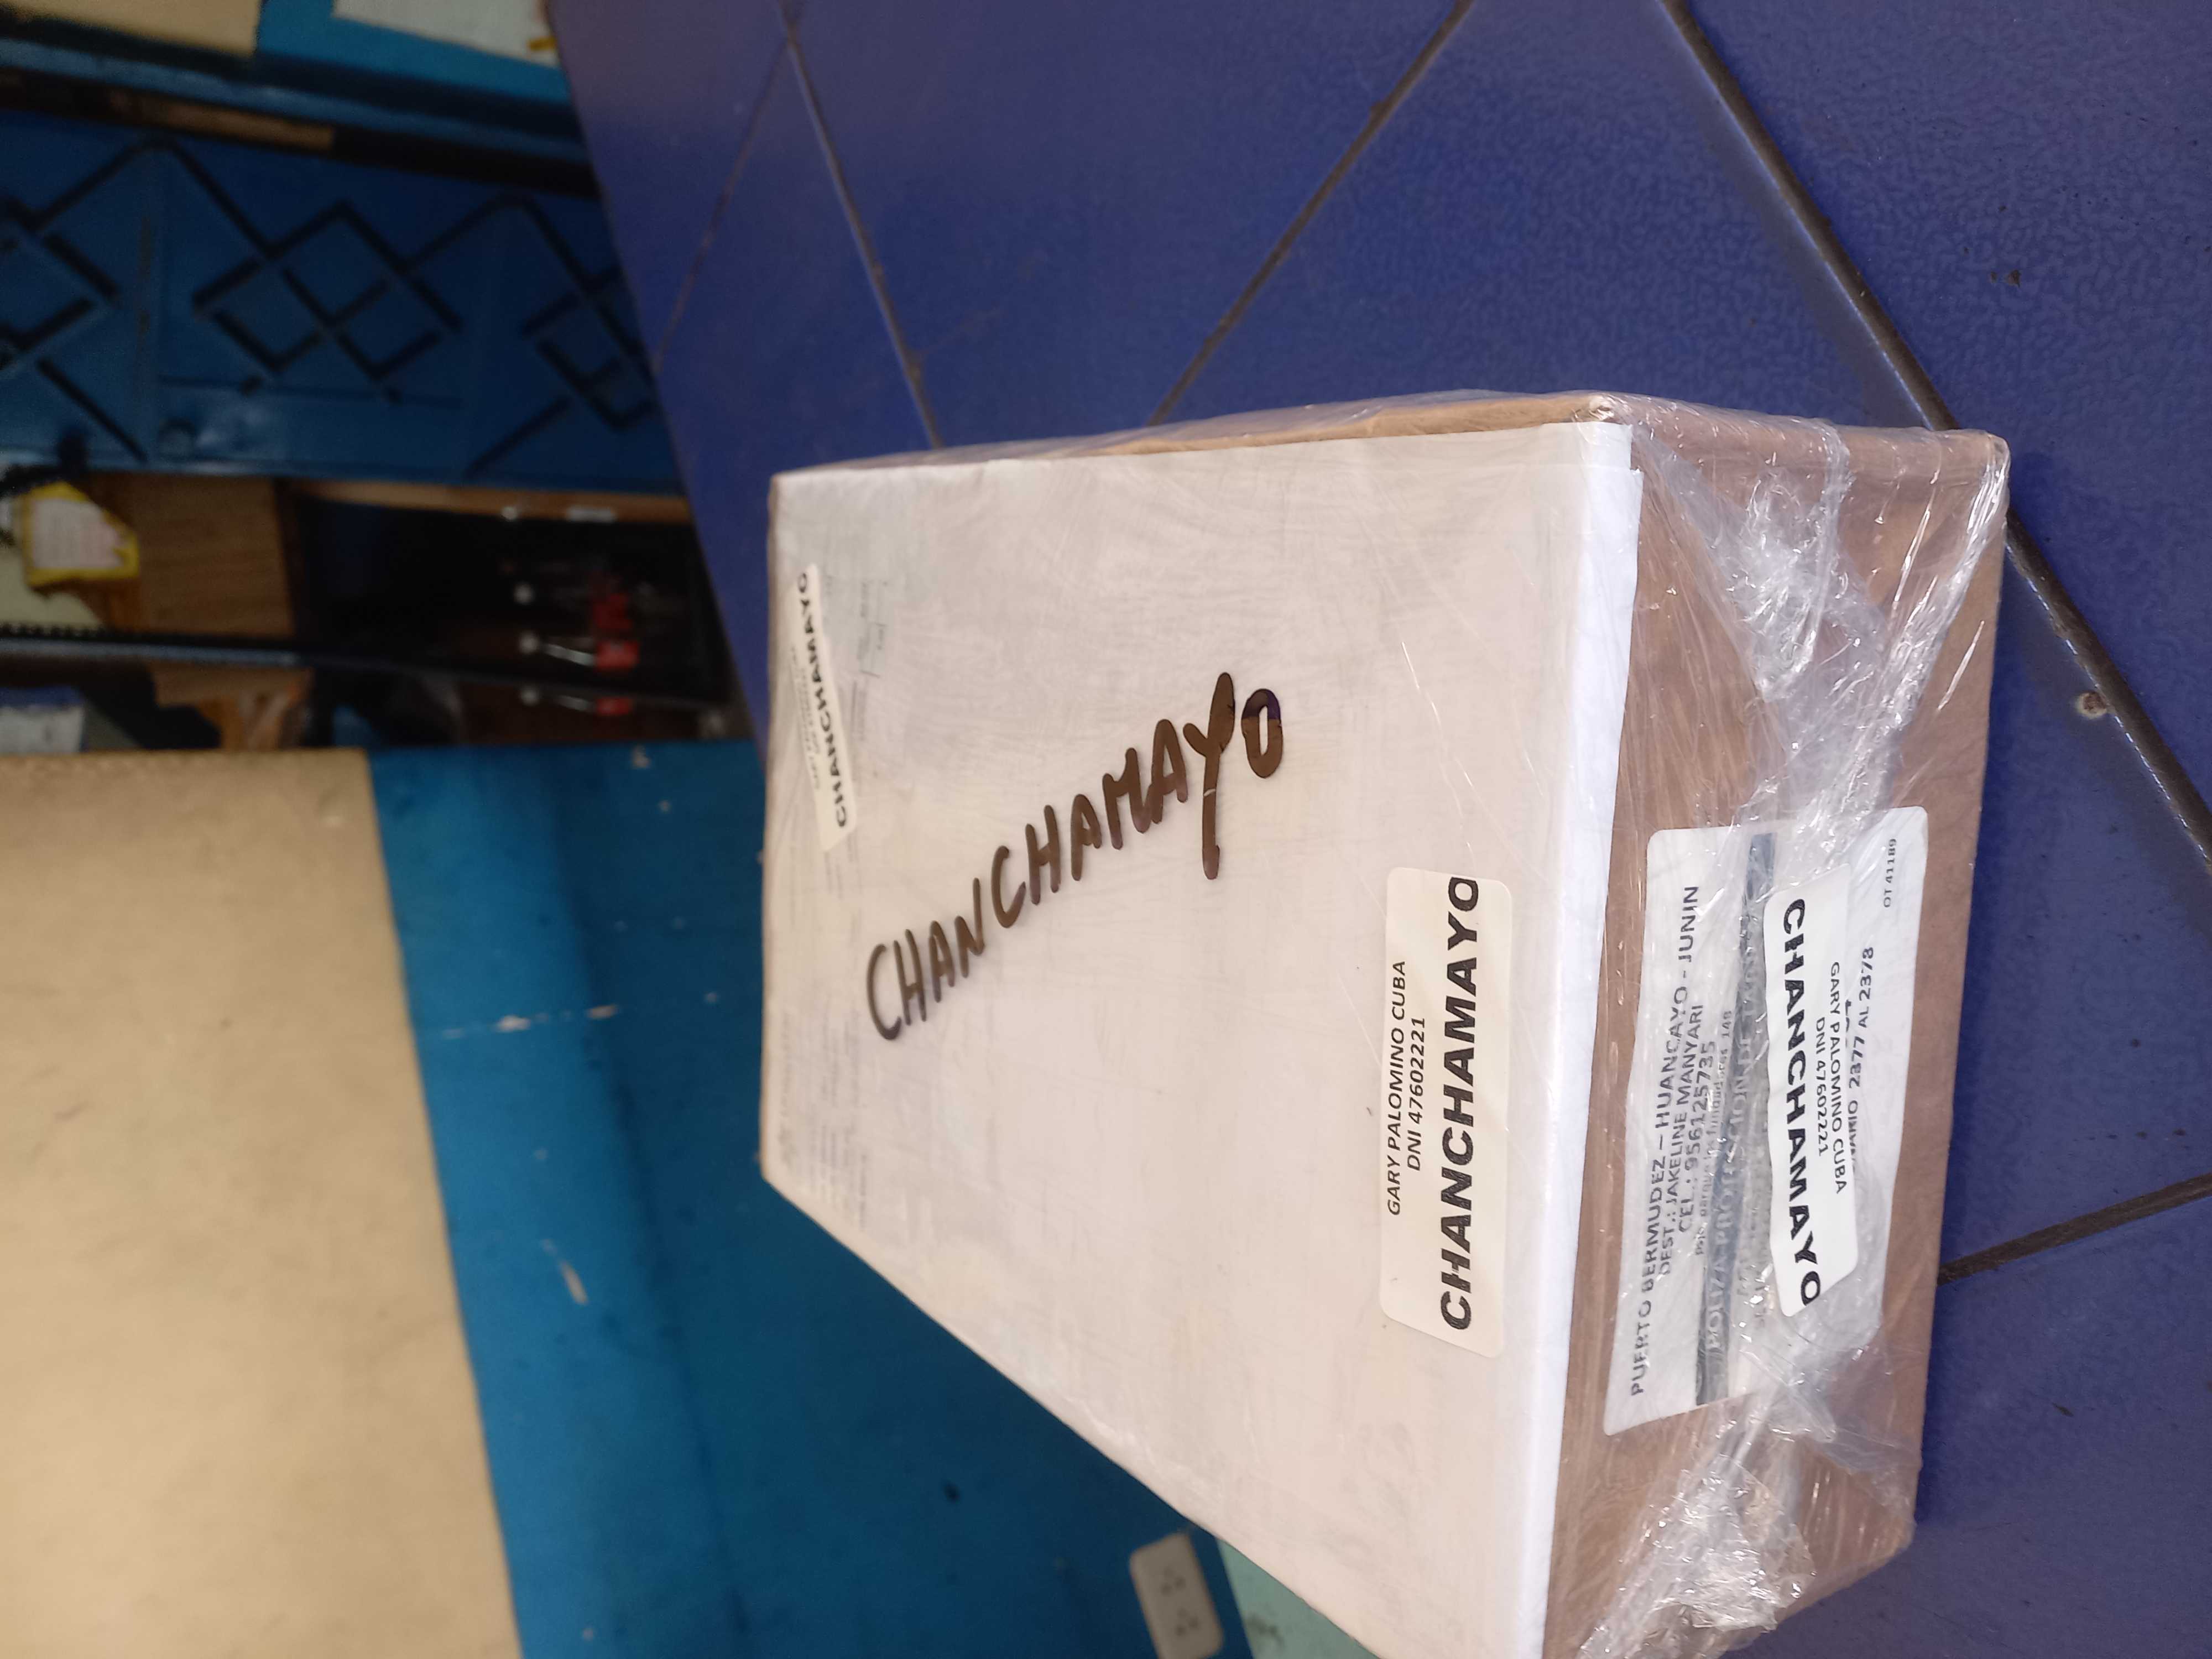 CHANCHAMAYO
CHANCHAMAYO
GARY PALOMINO CUBA
DNI 47602221
CHANCHAMAYO
PUERTO BERMUDEZ – HUANCAYO - JUNIN
DEST.: JAKELINE MANYARI
CEL.: 956125735
CHANCHAMAYO
GARY PALOMINO CUBA
DNI 47602221
2377 AL 2378
OT 41189